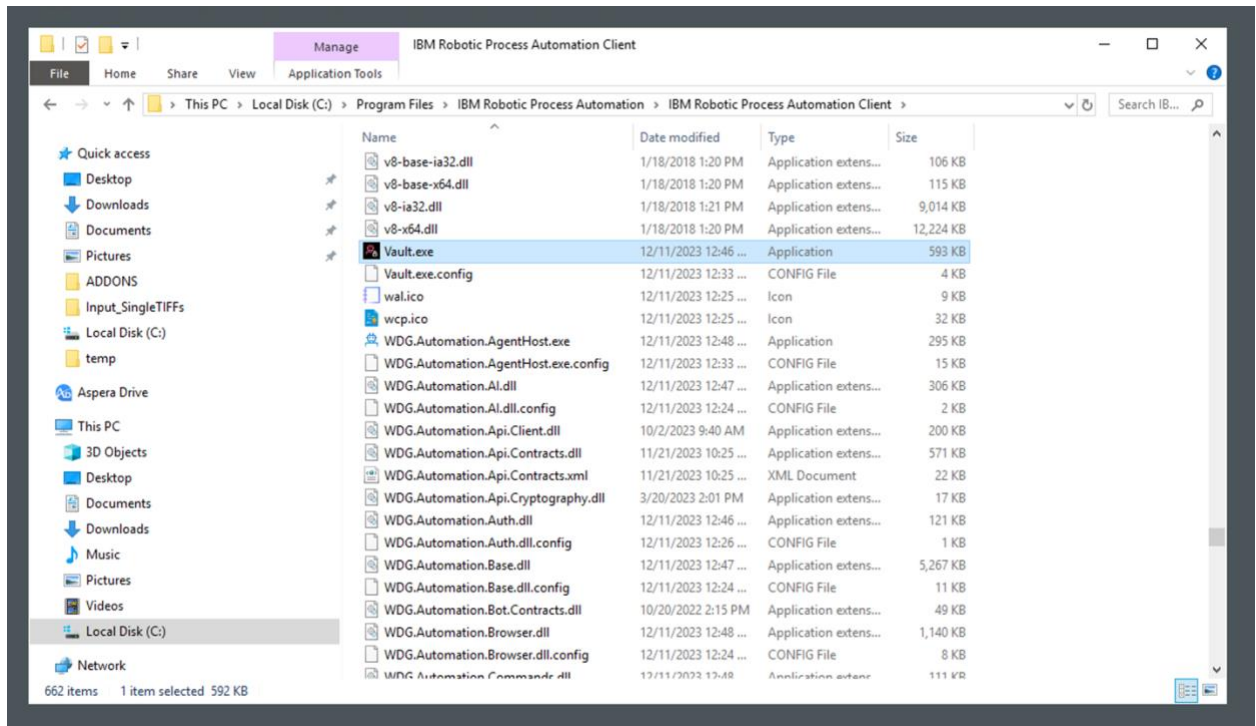 Manage IBM Robotic Process Automation Client
File Home Share View Application Tools
This PC > Local Disk (C:) > Program Files > IBM Robotic Process Automation > IBM Robotic Process Automation Client > Search IB...
Quick access
Desktop
Downloads
Documents
Pictures
ADDONS
Input_SingleTIFFs
Local Disk (C:)
temp
Aspera Drive
This PC
3D Objects
Desktop
Documents
Downloads
Music
Pictures
Videos
Local Disk (C:)
Network
Name Date modified Type Size
v8-base-ia32.dll 1/18/2018 1:20 PM Application extens... 106 KB
v8-base-x64.dll 1/18/2018 1:20 PM Application extens... 115 KB
v8-ia32.dll 1/18/2018 1:21 PM Application extens... 9,014 KB
v8-x64.dll 1/18/2018 1:20 PM Application extens... 12,224 KB
Vault.exe 12/11/2023 12:46 ... Application 593 KB
Vault.exe.config 12/11/2023 12:33 ... CONFIG File 4 KB
wal.ico 12/11/2023 12:25 ... Icon 9 KB
wcp.ico 12/11/2023 12:25 ... Icon 32 KB
WDG.Automation.AgentHost.exe 12/11/2023 12:48 ... Application 295 KB
WDG.Automation.AgentHost.exe.config 12/11/2023 12:33 ... CONFIG File 15 KB
WDG.Automation.AI.dll 12/11/2023 12:47 ... Application extens... 306 KB
WDG.Automation.AI.dll.config 12/11/2023 12:24 ... CONFIG File 2 KB
WDG.Automation.Api.Client.dll 10/2/2023 9:40 AM Application extens... 200 KB
WDG.Automation.Api.Contracts.dll 11/21/2023 10:25 ... Application extens... 571 KB
WDG.Automation.Api.Contracts.xml 11/21/2023 10:25 ... XML Document 22 KB
WDG.Automation.Api.Cryptography.dll 3/20/2023 2:01 PM Application extens... 17 KB
WDG.Automation.Auth.dll 12/11/2023 12:46 ... Application extens... 121 KB
WDG.Automation.Auth.dll.config 12/11/2023 12:26 ... CONFIG File 1 KB
WDG.Automation.Base.dll 12/11/2023 12:47 ... Application extens... 5,267 KB
WDG.Automation.Base.dll.config 12/11/2023 12:24 ... CONFIG File 11 KB
WDG.Automation.Bot.Contracts.dll 10/20/2022 2:15 PM Application extens... 49 KB
WDG.Automation.Browser.dll 12/11/2023 12:48 ... Application extens... 1,140 KB
WDG.Automation.Browser.dll.config 12/11/2023 12:24 ... CONFIG File 8 KB
WDG.Automation.Commands.dll 12/11/2023 12:48 Application extens 111 KB
662 items 1 item selected 592 KB